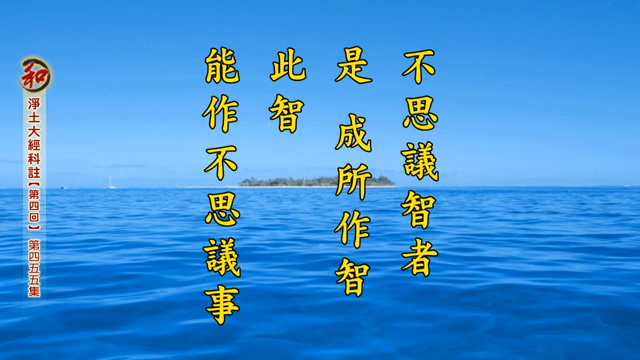 不思議智者
是 成所作智
此智
能作不思議事
和
淨土大經科註【第四回】 第四五五集